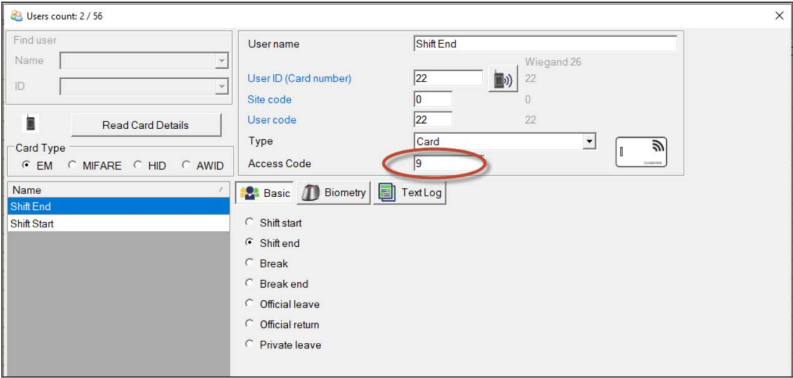 Users count: 2 / 56
Find user
Name
ID
Read Card Details
Card Type
EM MIFARE HID AWID
Name
Shift End
Shift Start
User name Shift End
Wiegand 26
User ID (Card number) 22 22
Site code 0 0
User code 22 22
Type Card
Access Code 9
Basic Biometry Text Log
Shift start
Shift end
Break
Break end
Official leave
Official return
Private leave